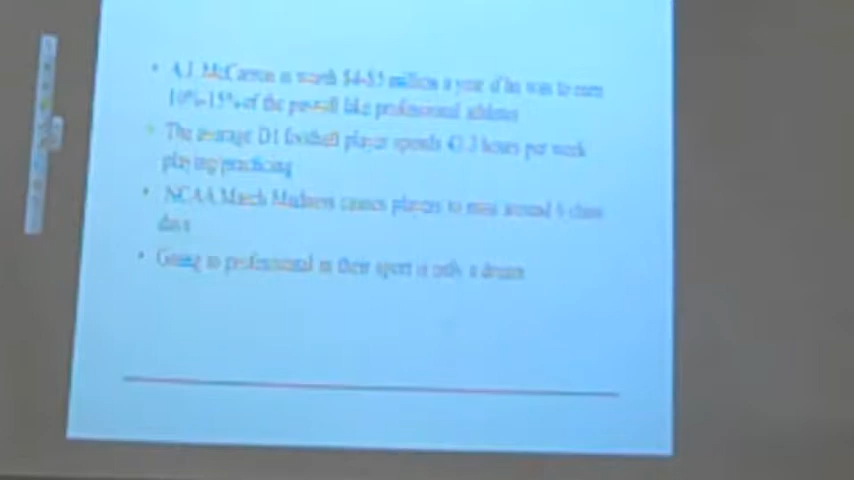 • A.J. McCarron is worth $4-$5 million a year if he was to earn
10%-15% of the payroll like professional athletes
• The average D1 football player spends 43.3 hours per week
playing/practicing
• NCAA March Madness causes players to miss around 6 class
days
• Going to professional in their sport is only a dream